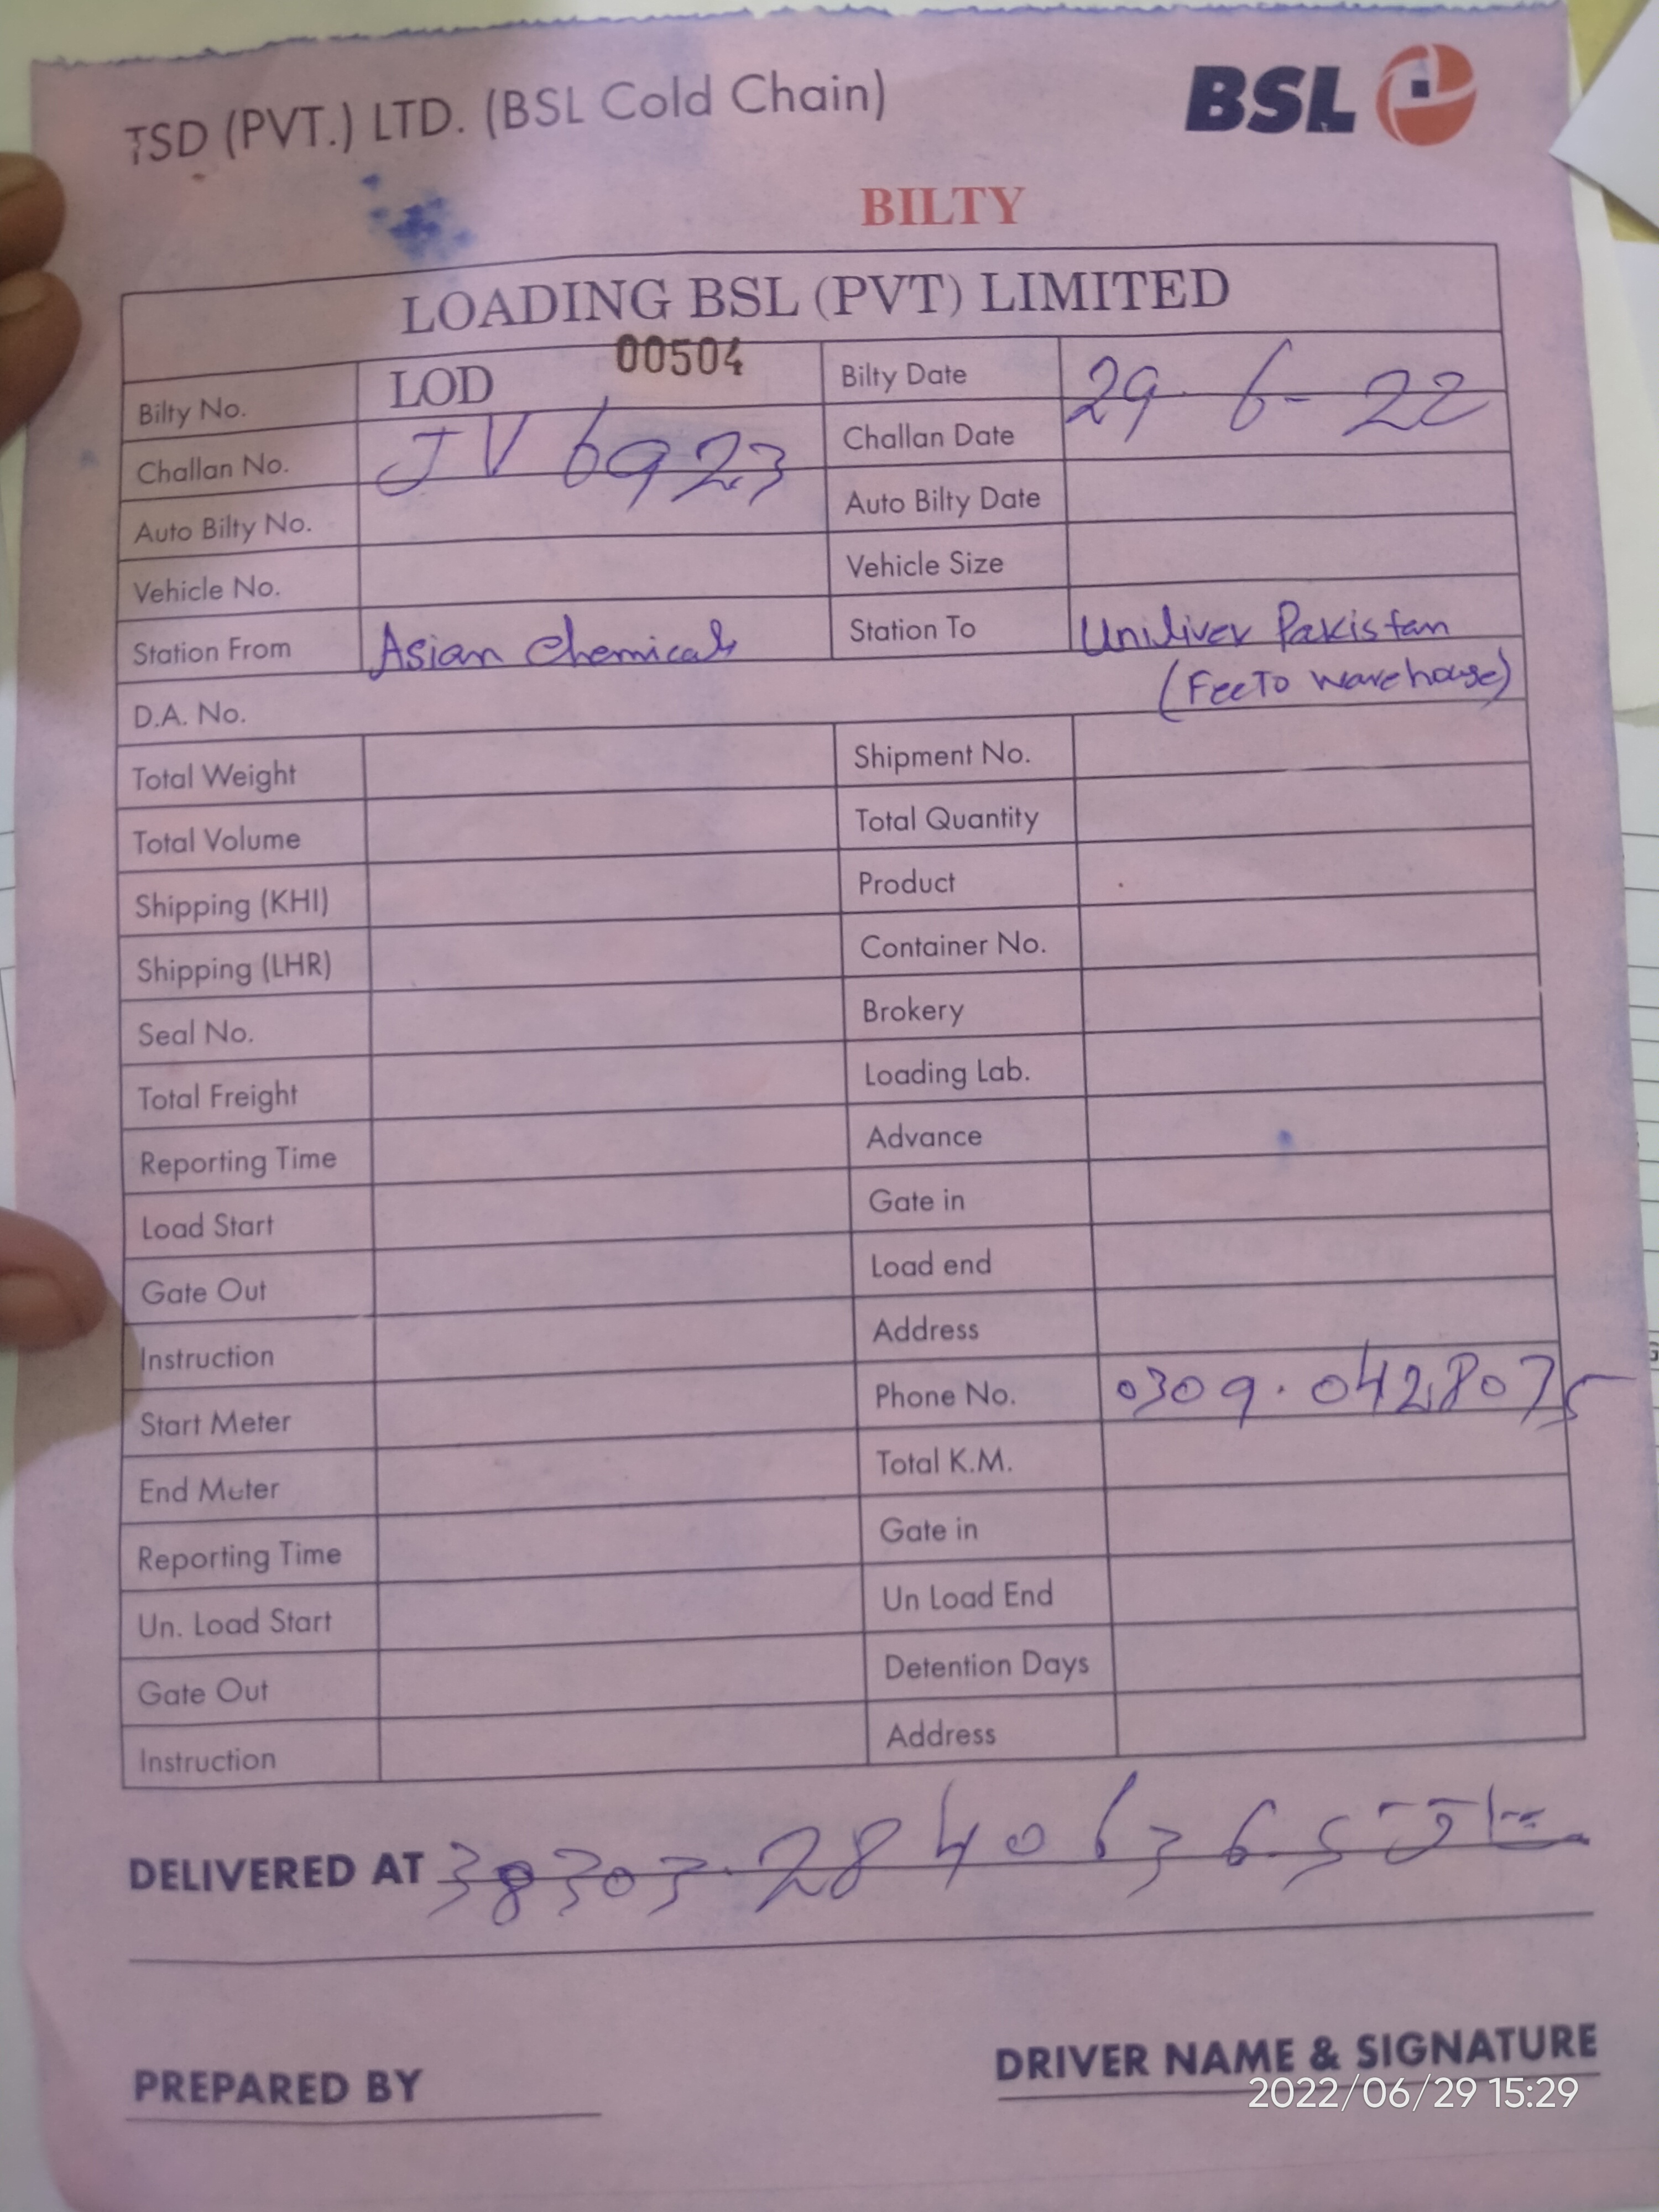 TSD (PVT.) LTD. (BSL Cold Chain)
BSL
BILTY
LOADING BSL (PVT) LIMITED
Bilty No. LOD 00504 Bilty Date 29-6-22
Challan No. JV 6923 Challan Date
Auto Bilty No. Auto Bilty Date
Vehicle No. Vehicle Size
Station From Asian Chemicals Station To Uniliver Pakistan
D.A. No. (FeeTo warehouse)
Total Weight Shipment No.
Total Volume Total Quantity
Shipping (KHI) Product
Shipping (LHR) Container No.
Seal No. Brokery
Total Freight Loading Lab.
Reporting Time Advance
Load Start Gate in
Gate Out Load end
Instruction Address
Start Meter Phone No. 0309.0428075
End Meter Total K.M.
Reporting Time Gate in
Un. Load Start Un Load End
Gate Out Detention Days
Instruction Address
DELIVERED AT 38303.2840636.5
PREPARED BY
DRIVER NAME & SIGNATURE
2022/06/29 15:29